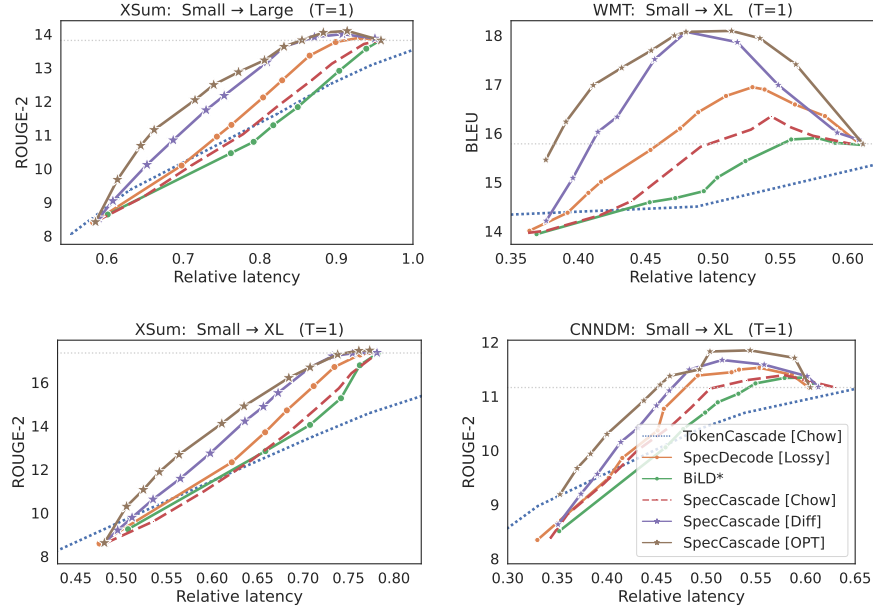 XSum: Small → Large (T=1)
14
13
12
11
10
9
8
ROUGE-2
0.6 0.7 0.8 0.9 1.0
Relative latency
WMT: Small → XL (T=1)
18
17
16
15
14
BLEU
0.35 0.40 0.45 0.50 0.55 0.60
Relative latency
XSum: Small → XL (T=1)
16
14
12
10
8
ROUGE-2
0.45 0.50 0.55 0.60 0.65 0.70 0.75 0.80
Relative latency
CNNDM: Small → XL (T=1)
12
11
10
9
8
ROUGE-2
0.30 0.35 0.40 0.45 0.50 0.55 0.60 0.65
Relative latency
TokenCascade [Chow]
SpecDecode [Lossy]
BiLD*
SpecCascade [Chow]
SpecCascade [Diff]
SpecCascade [OPT]